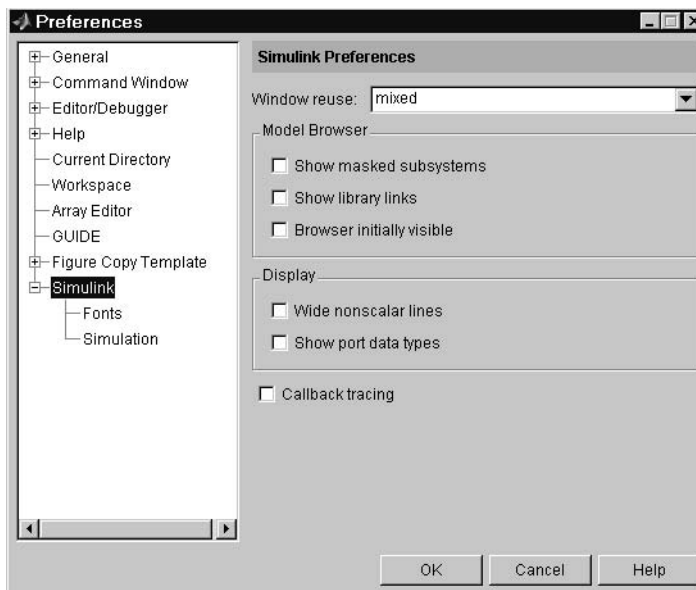 Preferences
General
Command Window
Editor/Debugger
Help
Current Directory
Workspace
Array Editor
GUIDE
Figure Copy Template
Simulink
Fonts
Simulation
Simulink Preferences
Window reuse: mixed
Model Browser
Show masked subsystems
Show library links
Browser initially visible
Display
Wide nonscalar lines
Show port data types
Callback tracing
OK Cancel Help